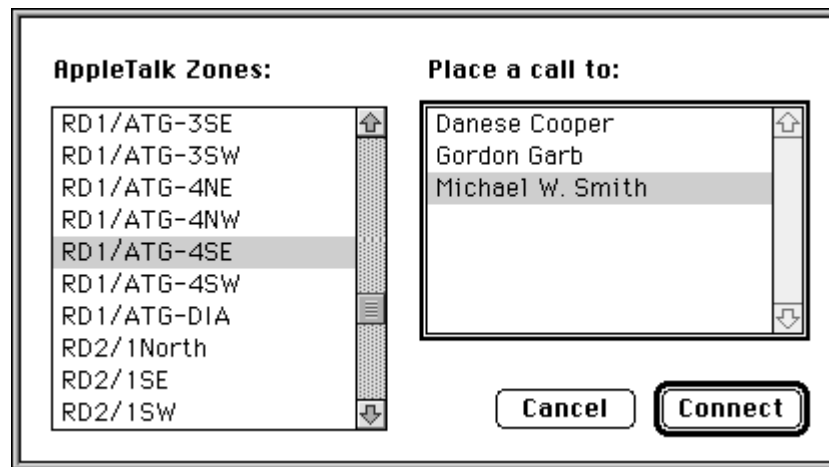 AppleTalk Zones:
RD1/ATG-3SE
RD1/ATG-3SW
RD1/ATG-4NE
RD1/ATG-4NW
RD1/ATG-4SE
RD1/ATG-4SW
RD1/ATG-DIA
RD2/1North
RD2/1SE
RD2/1SW
Place a call to:
Danese Cooper
Gordon Garb
Michael W. Smith
Cancel
Connect